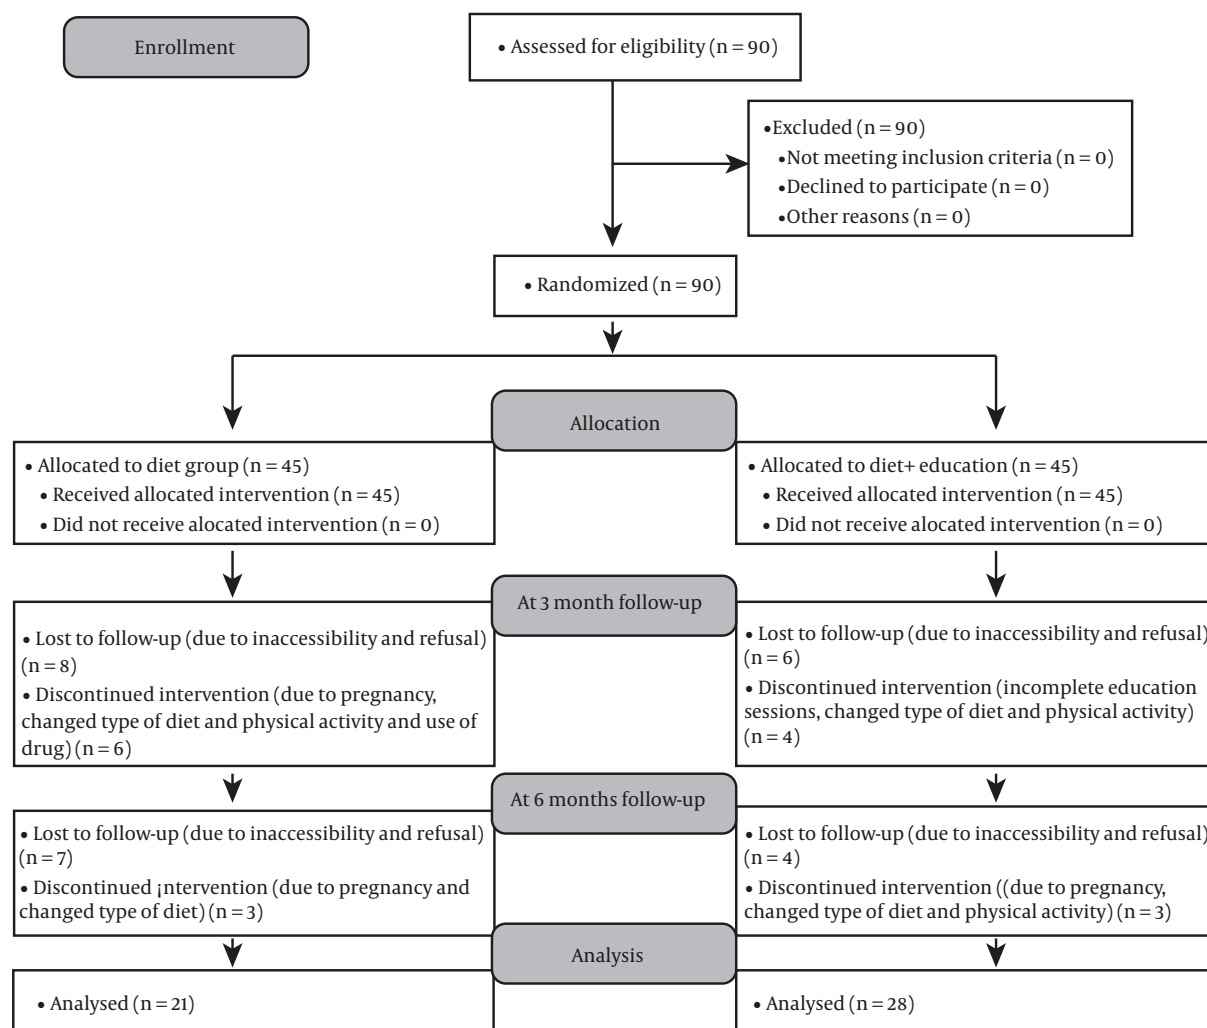 Enrollment
• Assessed for eligibility (n = 90)
•Excluded (n = 90)
•Not meeting inclusion criteria (n = 0)
•Declined to participate (n = 0)
•Other reasons (n = 0)
• Randomized (n = 90)
Allocation
• Allocated to diet group (n = 45)
• Received allocated intervention (n = 45)
• Did not receive alocated intervention (n = 0)
• Allocated to diet+ education (n = 45)
• Received allocated intervention (n = 45)
• Did not receive alocated intervention (n = 0)
At 3 month follow-up
• Lost to follow-up (due to inaccessibility and refusal)
(n = 8)
• Discontinued intervention (due to pregnancy,
changed type of diet and physical activity and use of
drug) (n = 6)
• Lost to follow-up (due to inaccessibility and refusal)
(n = 6)
• Discontinued intervention (incomplete education
sessions, changed type of diet and physical activity)
(n = 4)
At 6 months follow-up
• Lost to follow-up (due to inaccessibility and refusal)
(n = 7)
• Discontinued ¡ntervention (due to pregnancy and
changed type of diet) (n = 3)
• Lost to follow-up (due to inaccessibility and refusal)
(n = 4)
• Discontinued intervention ((due to pregnancy,
changed type of diet and physical activity) (n = 3)
Analysis
• Analysed (n = 21)
• Analysed (n = 28)